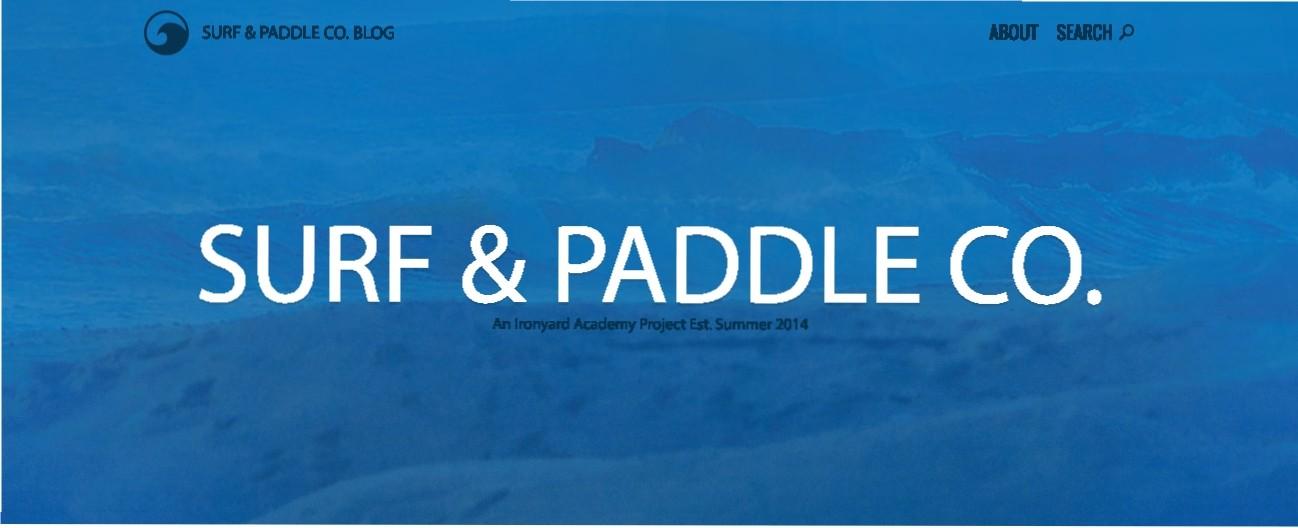 SURF & PADDLE CO. BLOG
ABOUT SEARCH
SURF & PADDLE CO.
An Ironyard Academy Project Est. Summer 2014